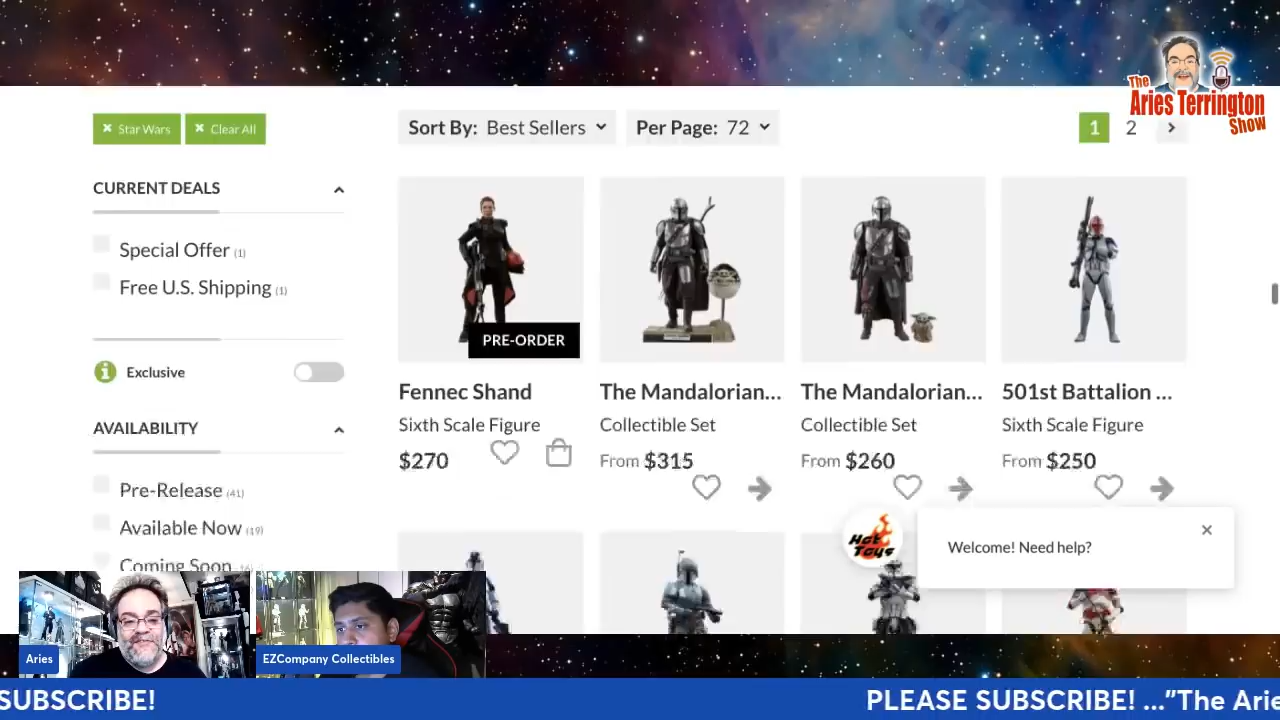 The
Aries Terrington
Show
× Star Wars
× Clear All
Sort By: Best Sellers
Per Page: 72
1
2
CURRENT DEALS
Special Offer (1)
Free U.S. Shipping (1)
Exclusive
AVAILABILITY
Pre-Release (41)
Available Now (19)
Coming Soon
PRE-ORDER
Fennec Shand
Sixth Scale Figure
$270
The Mandalorian...
Collectible Set
From $315
The Mandalorian...
Collectible Set
From $260
501st Battalion ...
Sixth Scale Figure
From $250
Hot
Toys
Welcome! Need help?
×
Aries
EZCompany Collectibles
SUBSCRIBE!
PLEASE SUBSCRIBE! ..."The Arie